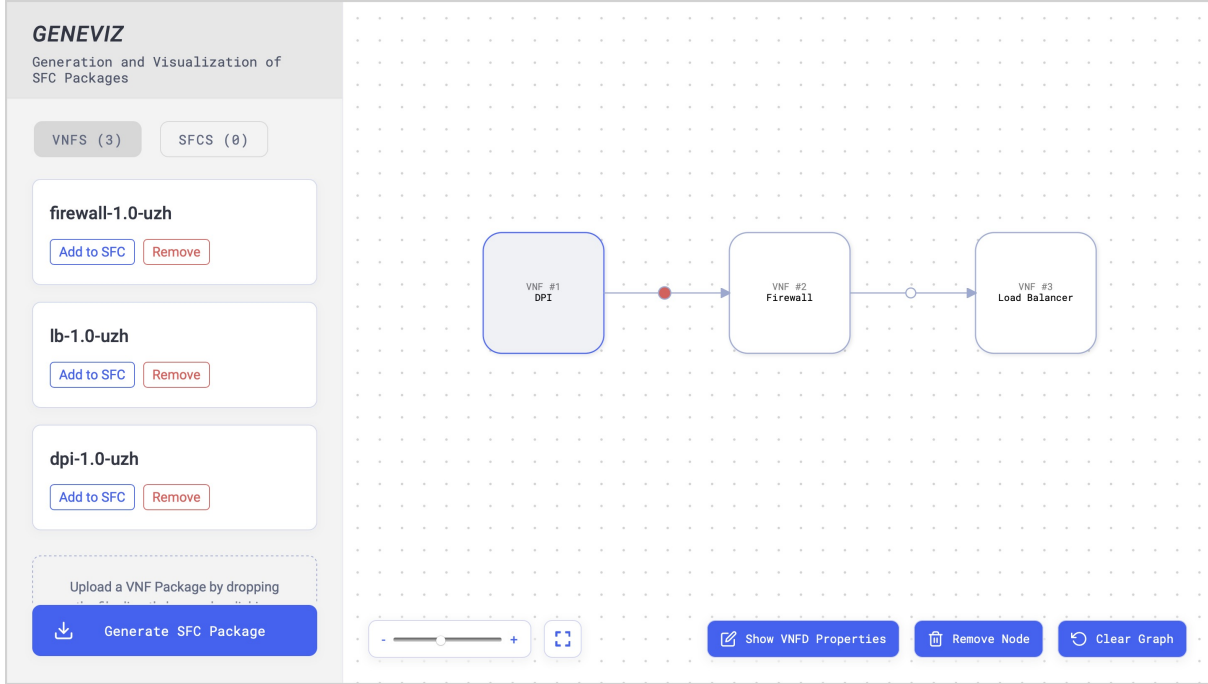 GENEVIZ
Generation and Visualization of
SFC Packages
VNFS (3)
SFCS (0)
firewall-1.0-uzh
Add to SFC
Remove
lb-1.0-uzh
Add to SFC
Remove
dpi-1.0-uzh
Add to SFC
Remove
Upload a VNF Package by dropping
Generate SFC Package
VNF #1
DPI
VNF #2
Firewall
VNF #3
Load Balancer
-
+
Show VNFD Properties
Remove Node
Clear Graph